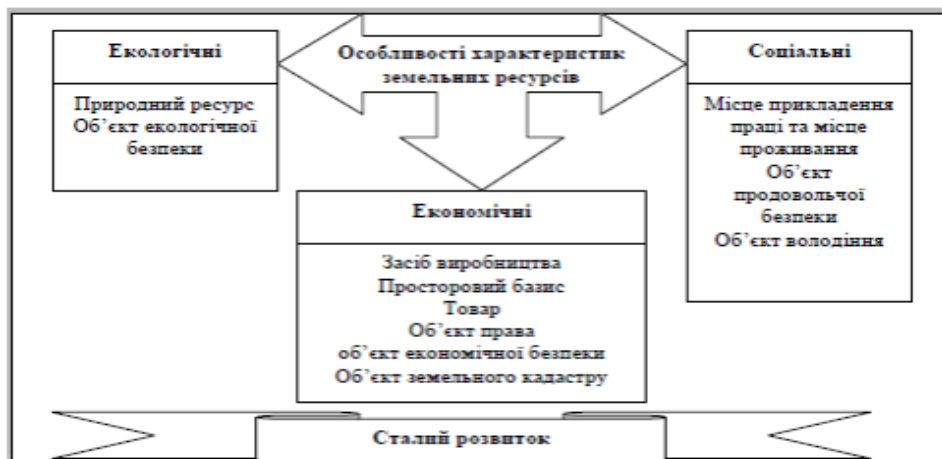 Особливості характеристик
земельних ресурсів
Екологічні
Природний ресурс
Об’єкт екологічної
безпеки
Соціальні
Місце прикладення
праці та місце
проживання
Об’єкт
продовольчої
безпеки
Об’єкт володіння
Економічні
Засіб виробництва
Просторовий базис
Товар
Об’єкт права
об’єкт економічної безпеки
Об’єкт земельного кадастру
Сталий розвиток